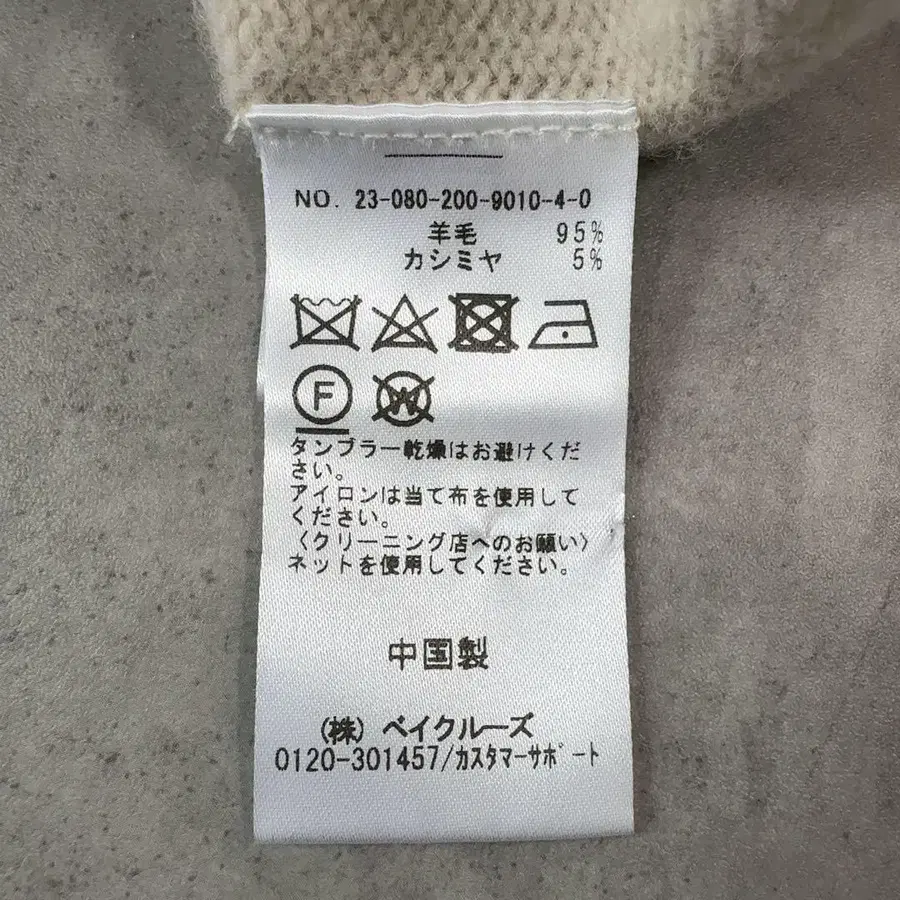 NO. 23-080-200-9010-4-0
羊毛 95%
カシミヤ 5%
F
W
タンブラー乾燥はお避けくだ
さい。
アイロンは当て布を使用して
ください。
〈クリーニング店へのお願い〉
ネットを使用してください。
中国製
(株) ベイクルーズ
0120-301457/カスタマーサポート